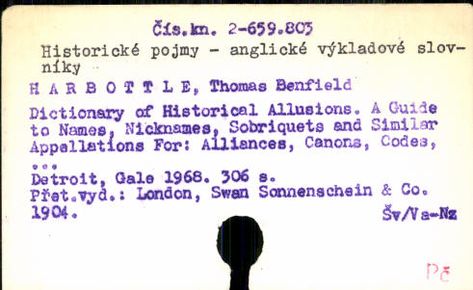 Čís.kn. 2-659.803
Historické pojmy - anglické výkladové slov-
níky
H A R B O T T L E, Thomas Benfield
Dictionary of Historical Allusions. A Guide
to Names, Nicknames, Sobriquets and Similar
Appellations For: Alliances, Canons, Codes,
...
Detroit, Gale 1968. 306 s.
Přet.vyd.: London, Swan Sonnenschein & Co.
1904.
Šv/Va-Nz
Pč